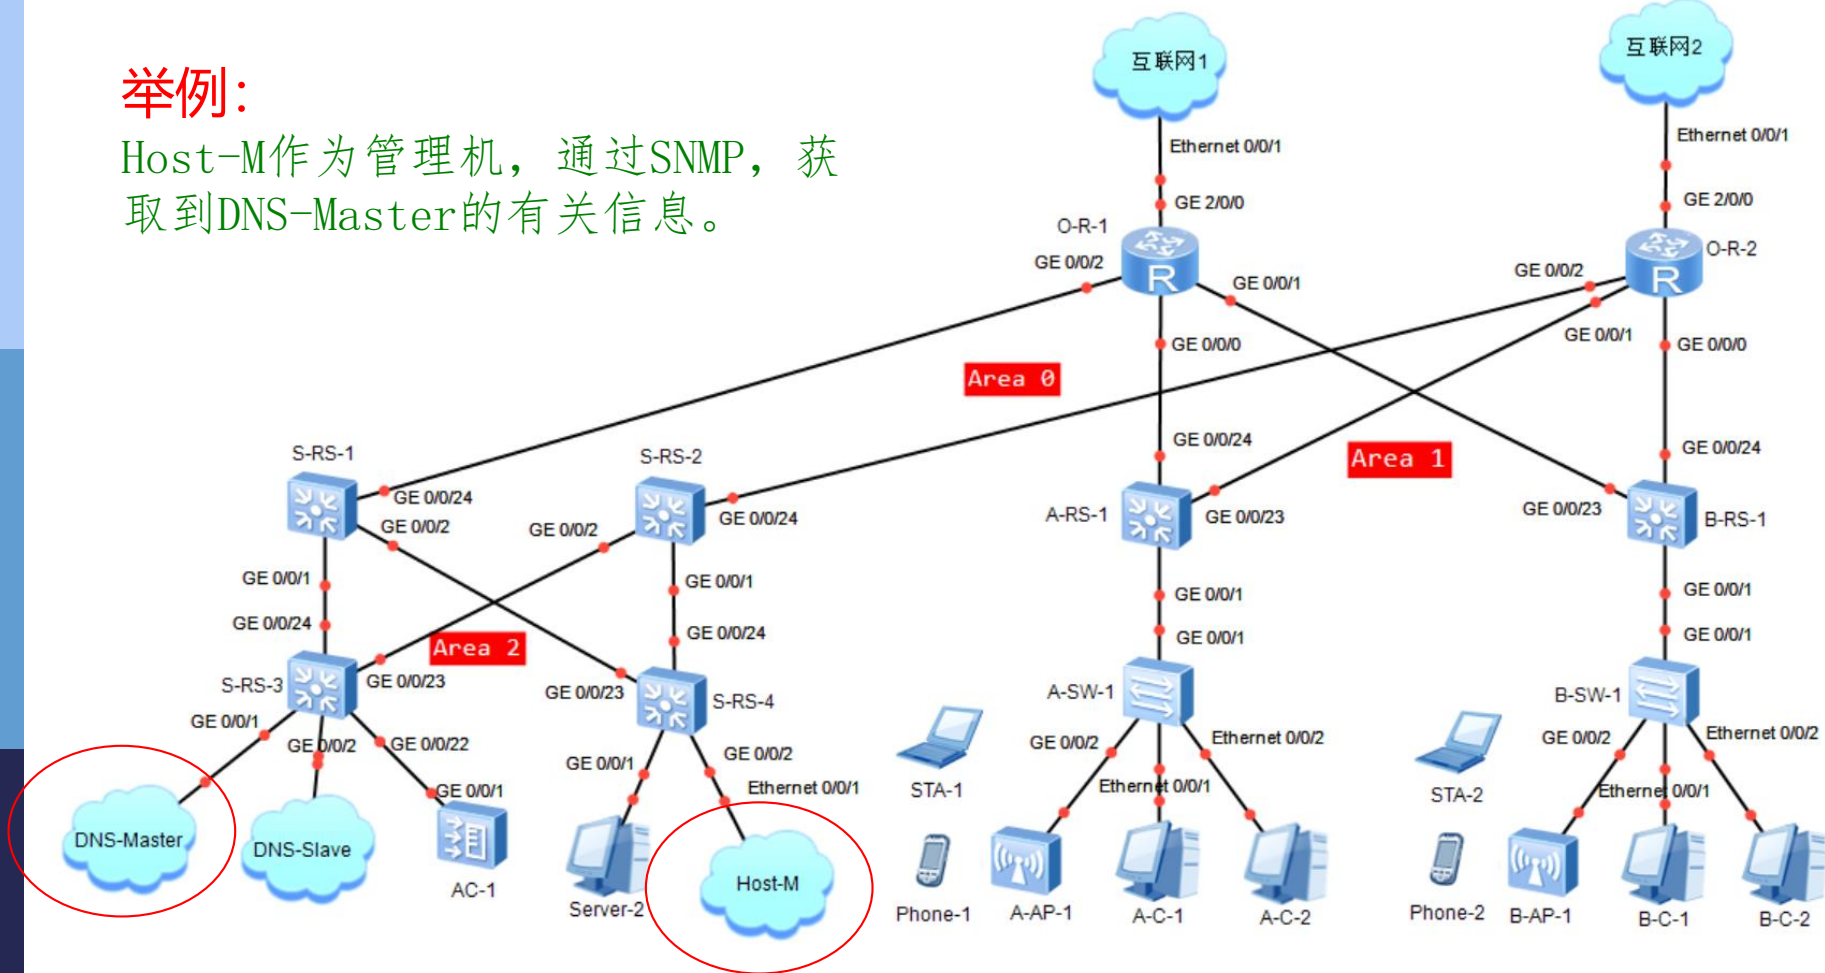 举例：
Host-M作为管理机，通过SNMP，获
取到DNS-Master的有关信息。
互联网1
互联网2
Ethernet 0/0/1
Ethernet 0/0/1
GE 2/0/0
GE 2/0/0
O-R-1
O-R-2
GE 0/0/2
GE 0/0/1
GE 0/0/2
GE 0/0/1
GE 0/0/0
GE 0/0/0
Area 0
S-RS-1
S-RS-2
GE 0/0/24
GE 0/0/24
Area 1
GE 0/0/24
GE 0/0/2
GE 0/0/2
GE 0/0/24
A-RS-1
GE 0/0/23
GE 0/0/23
B-RS-1
GE 0/0/1
GE 0/0/1
GE 0/0/1
GE 0/0/1
GE 0/0/24
GE 0/0/24
GE 0/0/1
GE 0/0/1
Area 2
S-RS-3
GE 0/0/23
GE 0/0/23
S-RS-4
A-SW-1
B-SW-1
GE 0/0/1
GE 0/0/2
GE 0/0/22
GE 0/0/1
GE 0/0/2
GE 0/0/2
Ethernet 0/0/2
GE 0/0/2
Ethernet 0/0/2
GE 0/0/1
Ethernet 0/0/1
STA-1
Ethernet 0/0/1
STA-2
Ethernet 0/0/1
DNS-Master
DNS-Slave
AC-1
Server-2
Host-M
Phone-1
A-AP-1
A-C-1
A-C-2
Phone-2
B-AP-1
B-C-1
B-C-2